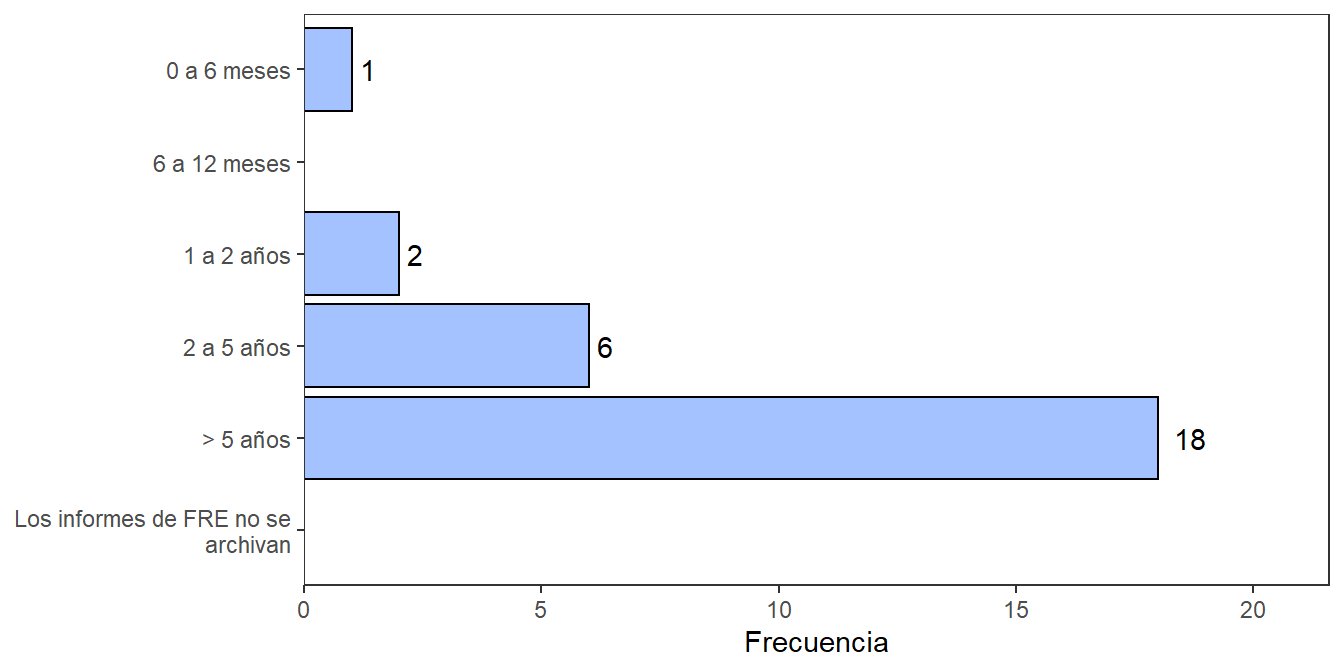 0 a 6 meses
1
6 a 12 meses
1 a 2 años
2
2 a 5 años
6
> 5 años
18
Los informes de FRE no se
archivan
0 5 10 15 20
Frecuencia